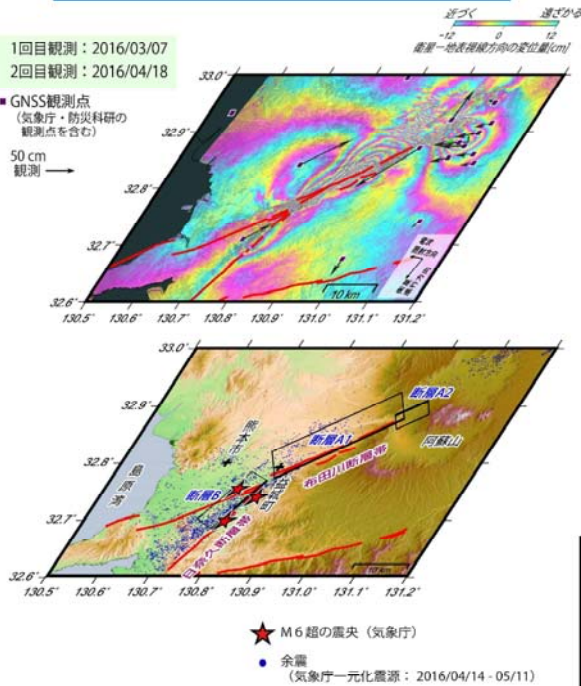 近づく 遠ざかる
-12 0 12
衛星－地表視線方向の変位量[cm]
1回目観測：2016/03/07
2回目観測：2016/04/18
GNSS観測点
（気象庁・防災科研の
観測点を含む）
50 cm
観測
33.0°
32.9°
32.8°
32.7°
32.6°
10 km
130.5° 130.6° 130.7° 130.8° 130.9° 131.0° 131.1° 131.2°
33.0°
32.9°
32.8°
32.7°
32.6°
断層A2
断層A1
阿蘇山
熊本市
布田川断層帯
島原湾
断層B
益城町
日奈久断層帯
10 km
130.5° 130.6° 130.7° 130.8° 130.9° 131.0° 131.1° 131.2°
M 6 超の震央（気象庁）
余震
（気象庁一元化震源： 2016/04/14 - 05/11）